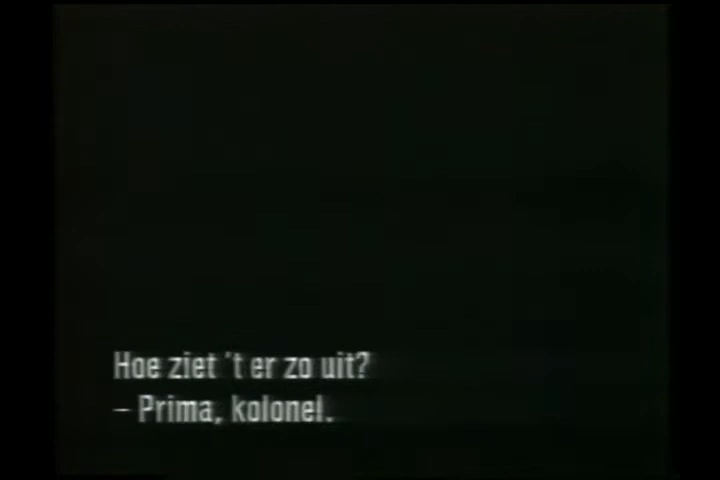 Hoe ziet 't er zo uit?
– Prima, kolonel.